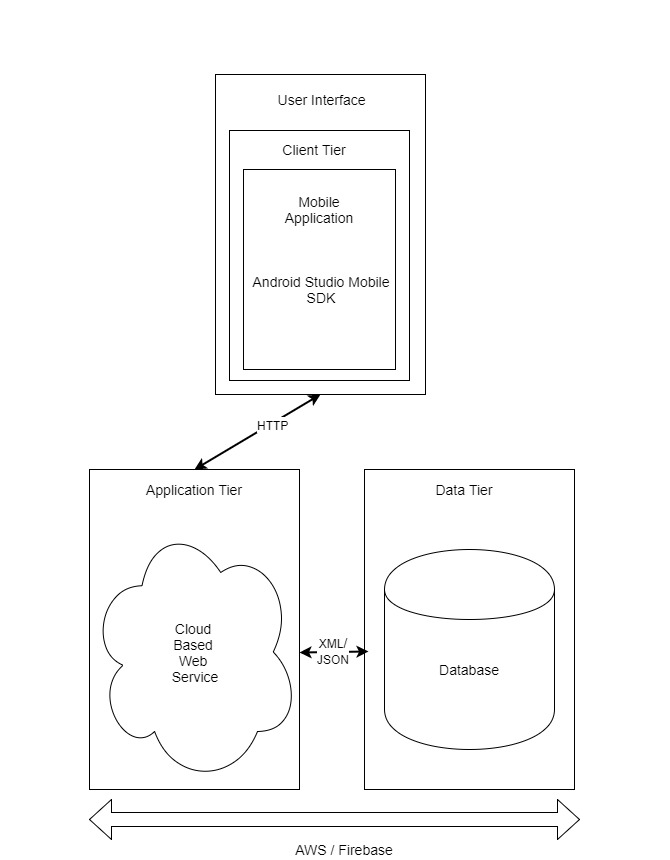 User Interface
Client Tier
Mobile
Application
Android Studio Mobile
SDK
HTTP
Application Tier
Data Tier
Cloud
Based
Web
Service
XML/
JSON
Database
AWS / Firebase